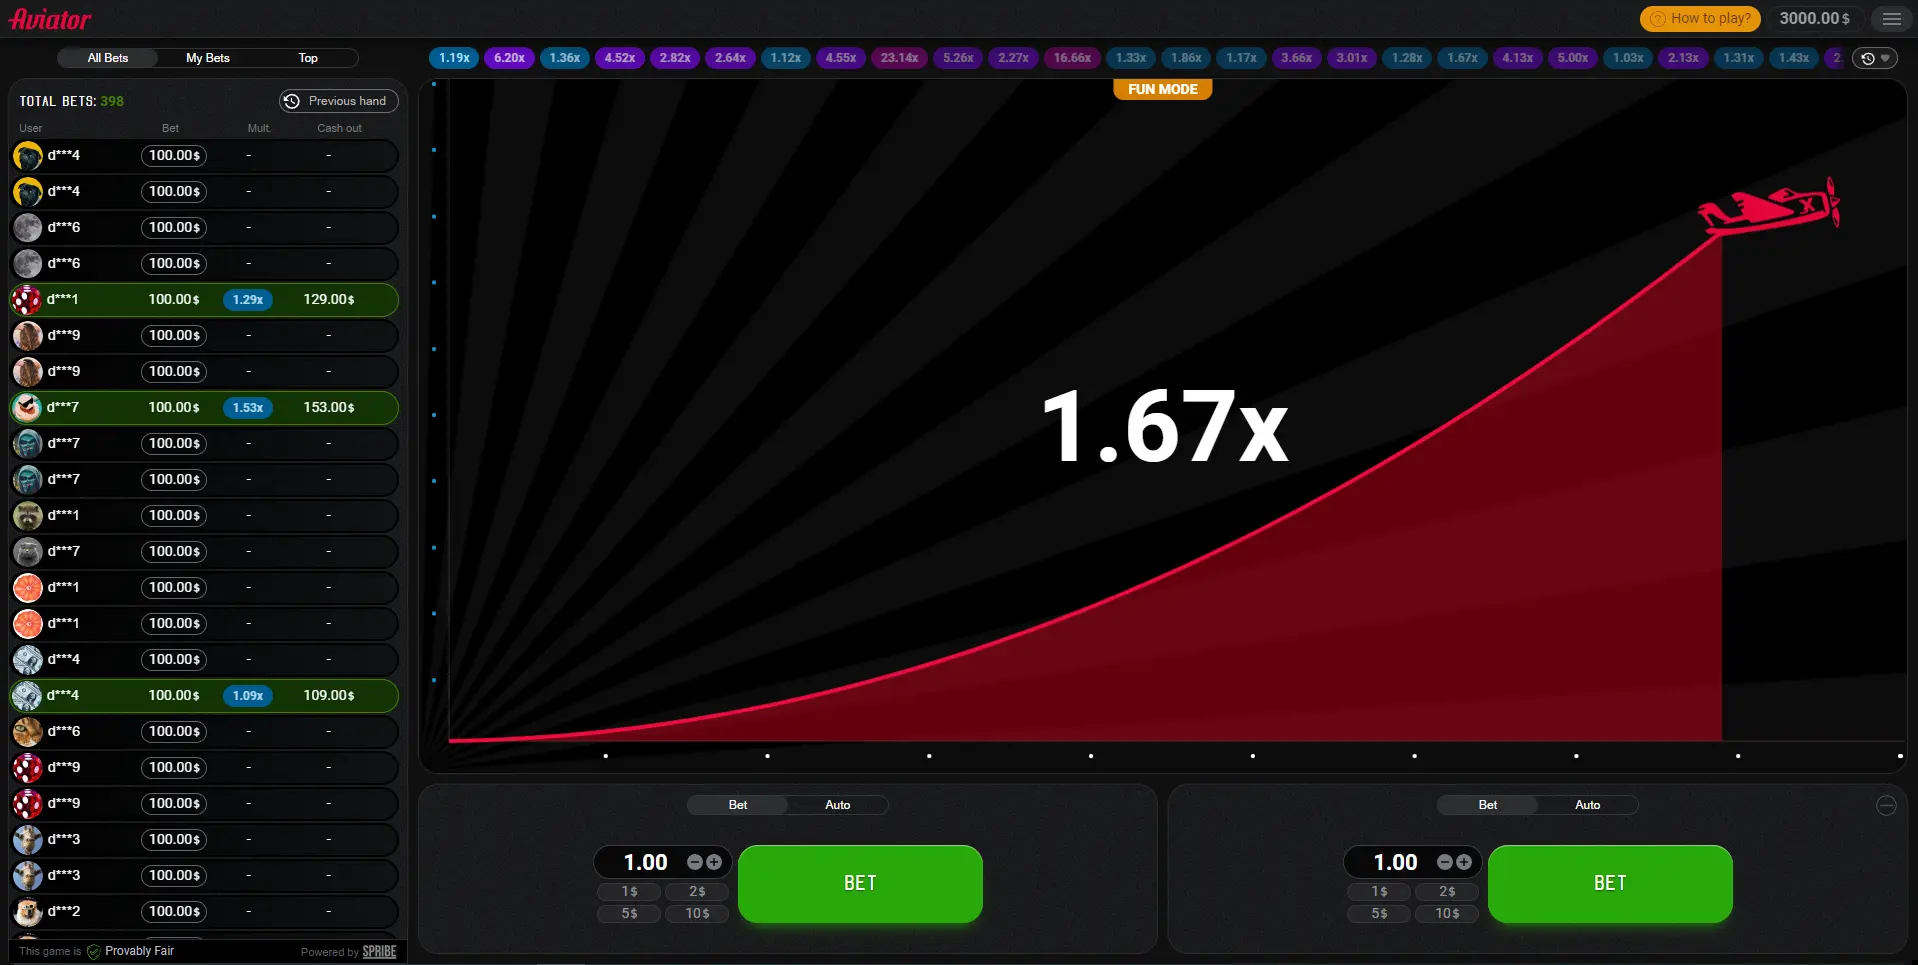 Aviator
How to play?
3000.00$
All Bets My Bets Top
1.19x 6.20x 1.36x 4.52x 2.82x 2.64x 1.12x 4.55x 23.14x 5.26x 2.27x 16.66x 1.33x 1.86x 1.17x 3.66x 3.01x 1.28x 1.67x 4.13x 5.00x 1.03x 2.13x 1.31x 1.43x 2.
TOTAL BETS: 398
Previous hand
User Bet Mult. Cash out
d***4 100.00$ - -
d***4 100.00$ - -
d***6 100.00$ - -
d***6 100.00$ - -
d***1 100.00$ 1.29x 129.00$
d***9 100.00$ - -
d***9 100.00$ - -
d***7 100.00$ 1.53x 153.00$
d***7 100.00$ - -
d***7 100.00$ - -
d***1 100.00$ - -
d***7 100.00$ - -
d***1 100.00$ - -
d***1 100.00$ - -
d***4 100.00$ - -
d***4 100.00$ 1.09x 109.00$
d***6 100.00$ - -
d***9 100.00$ - -
d***9 100.00$ - -
d***3 100.00$ - -
d***3 100.00$ - -
d***2 100.00$ - -
This game is Provably Fair
Powered by SPRIBE
FUN MODE
X
1.67x
Bet Auto
1.00
1$ 2$
5$ 10$
BET
Bet Auto
1.00
1$ 2$
5$ 10$
BET